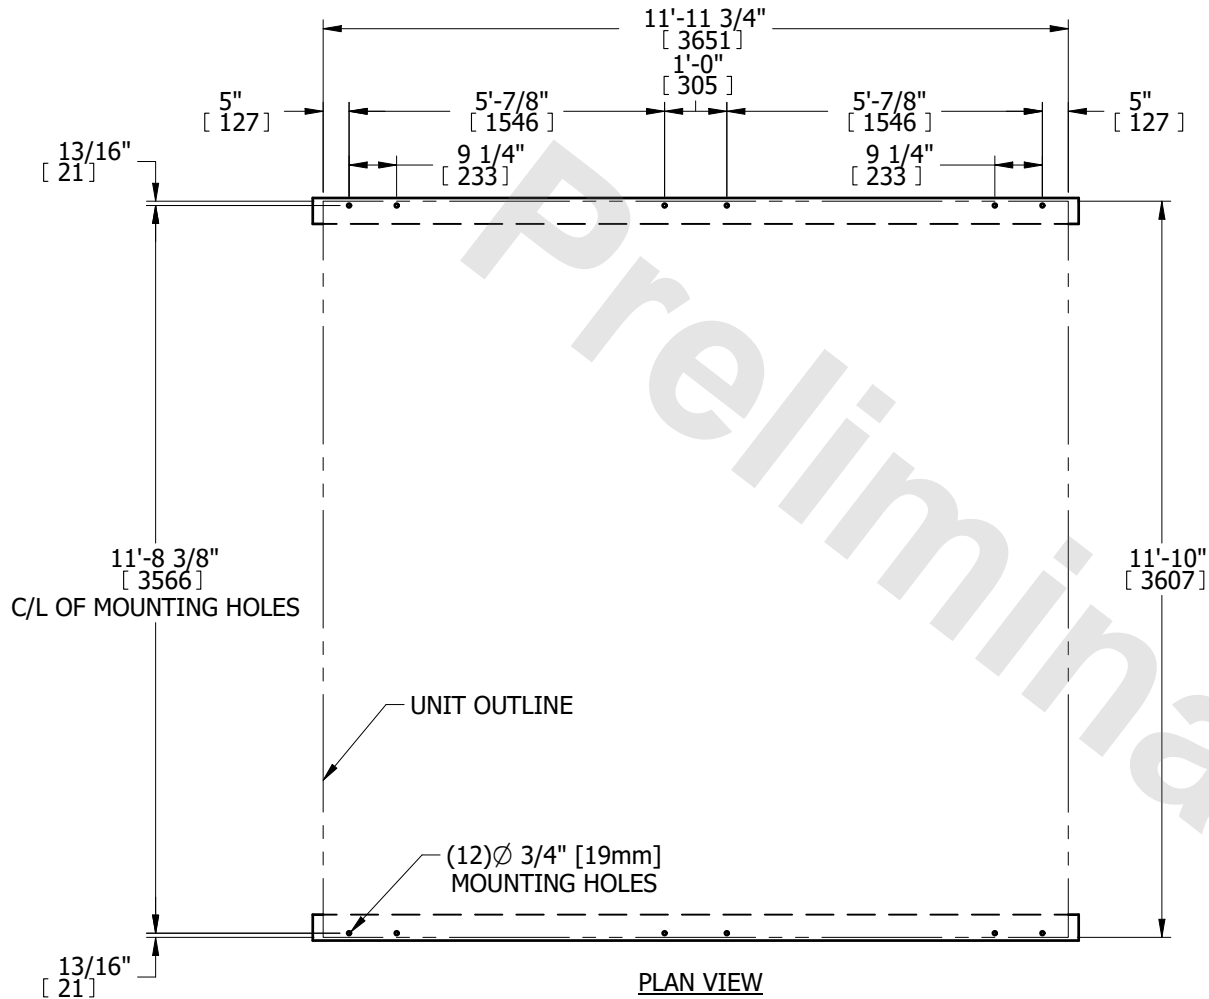 11'-11 3/4"
[ 3651]
1'-0"
[ 305 ]
5"
[ 127]
5'-7/8"
[ 1546 ]
5'-7/8"
[ 1546 ]
5"
[ 127 ]
13/16"
[ 21]
9 1/4"
[ 233]
9 1/4"
[ 233]
11'-8 3/8"
[ 3566]
C/L OF MOUNTING HOLES
11'-10"
[ 3607]
UNIT OUTLINE
(12)Ø 3/4" [19mm]
MOUNTING HOLES
13/16"
[ 21]
PLAN VIEW
Prelimina